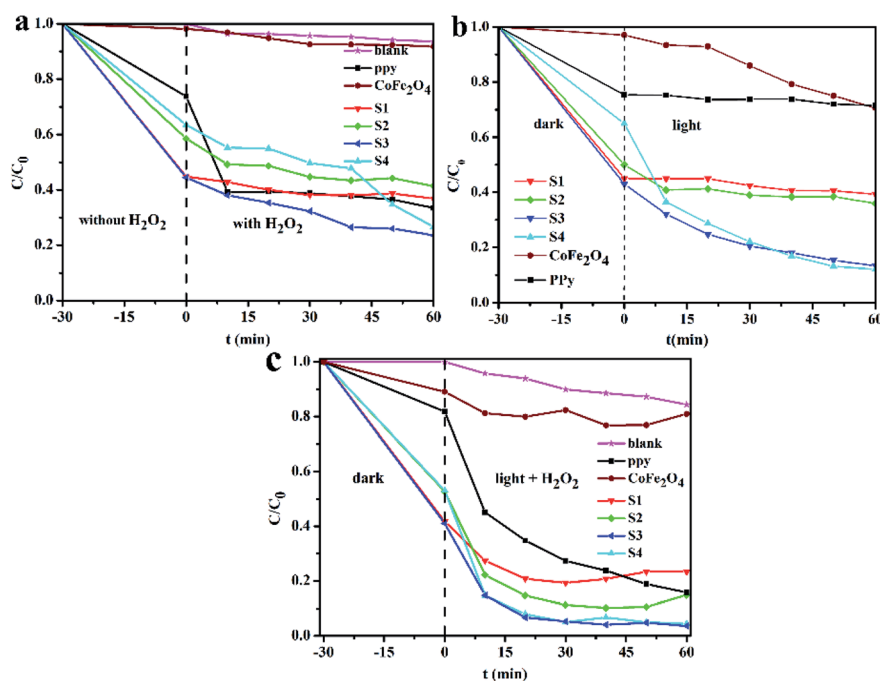 a
C/C₀
1.0
0.8
0.6
0.4
0.2
0.0
-30
-15
0
15
30
45
60
t (min)
without H₂O₂
with H₂O₂
blank
ppy
CoFe₂O₄
S1
S2
S3
S4
b
C/C₀
1.0
0.8
0.6
0.4
0.2
0.0
-30
-15
0
15
30
45
60
t(min)
dark
light
S1
S2
S3
S4
CoFe₂O₄
PPy
c
C/C₀
1.0
0.8
0.6
0.4
0.2
0.0
-30
-15
0
15
30
45
60
t (min)
dark
light + H₂O₂
blank
ppy
CoFe₂O₄
S1
S2
S3
S4